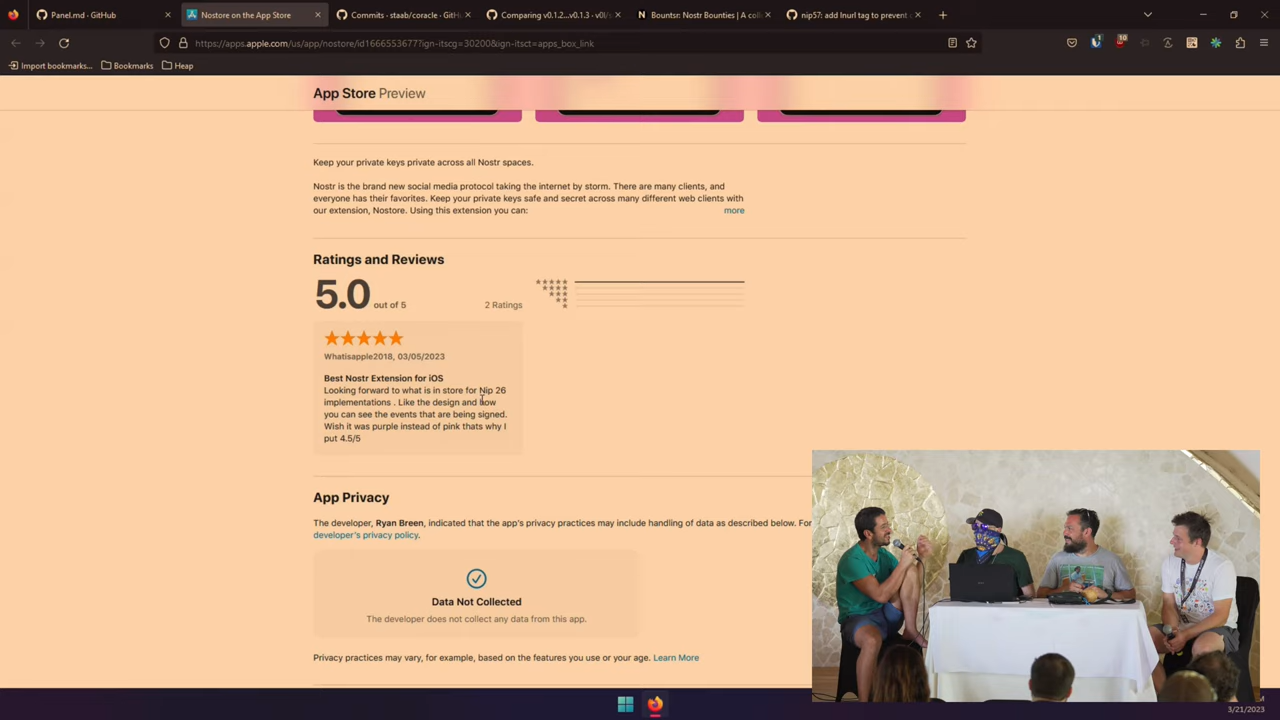 Panel.md - GitHub
Nostore on the App Store
Commits · staab/coracle · GitH
Comparing v0.1.2...v0.1.3 · v0l/s
Bountsr: Nostr Bounties | A coll
nip57: add lnurl tag to prevent
https://apps.apple.com/us/app/nostore/id1666553677?ign-itscg=30200&ign-itsct=apps_box_link
10
Import bookmarks...
Bookmarks
Heap
App Store Preview
Keep your private keys private across all Nostr spaces.
Nostr is the brand new social media protocol taking the internet by storm. There are many clients, and
everyone has their favorites. Keep your private keys safe and secret across many different web clients with
our extension, Nostore. Using this extension you can:
more
Ratings and Reviews
5.0 out of 5
2 Ratings
Whatisapple2018, 03/05/2023
Best Nostr Extension for iOS
Looking forward to what is in store for Nip 26
implementations . Like the design and how
you can see the events that are being signed.
Wish it was purple instead of pink thats why I
put 4.5/5
App Privacy
The developer, Ryan Breen, indicated that the app's privacy practices may include handling of data as described below. For
developer's privacy policy.
Data Not Collected
The developer does not collect any data from this app.
Privacy practices may vary, for example, based on the features you use or your age. Learn More
3/21/2023